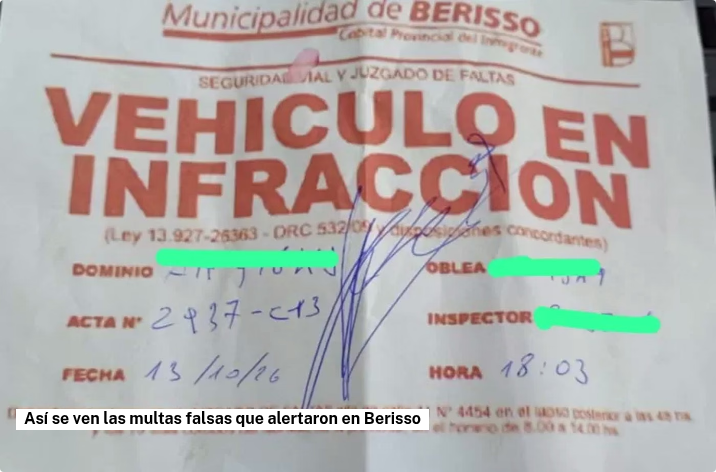 Municipalidad de BERISSO
Capital Provincial del Inmigrante
SEGURIDAD VIAL Y JUZGADO DE FALTAS
VEHICULO EN
INFRACCION
(Ley 13.927-26363 - DRC 532/09 y disposiciones concordantes)
DOMINIO
OBLEA
ACTA N° 2937-C13
INSPECTOR
FECHA 13/10/26
HORA 18:03
N° 4454 en el lapso posterior a las 48 hs.
Así se ven las multas falsas que alertaron en Berisso
el horario de 8.00 a 14.00 hs.